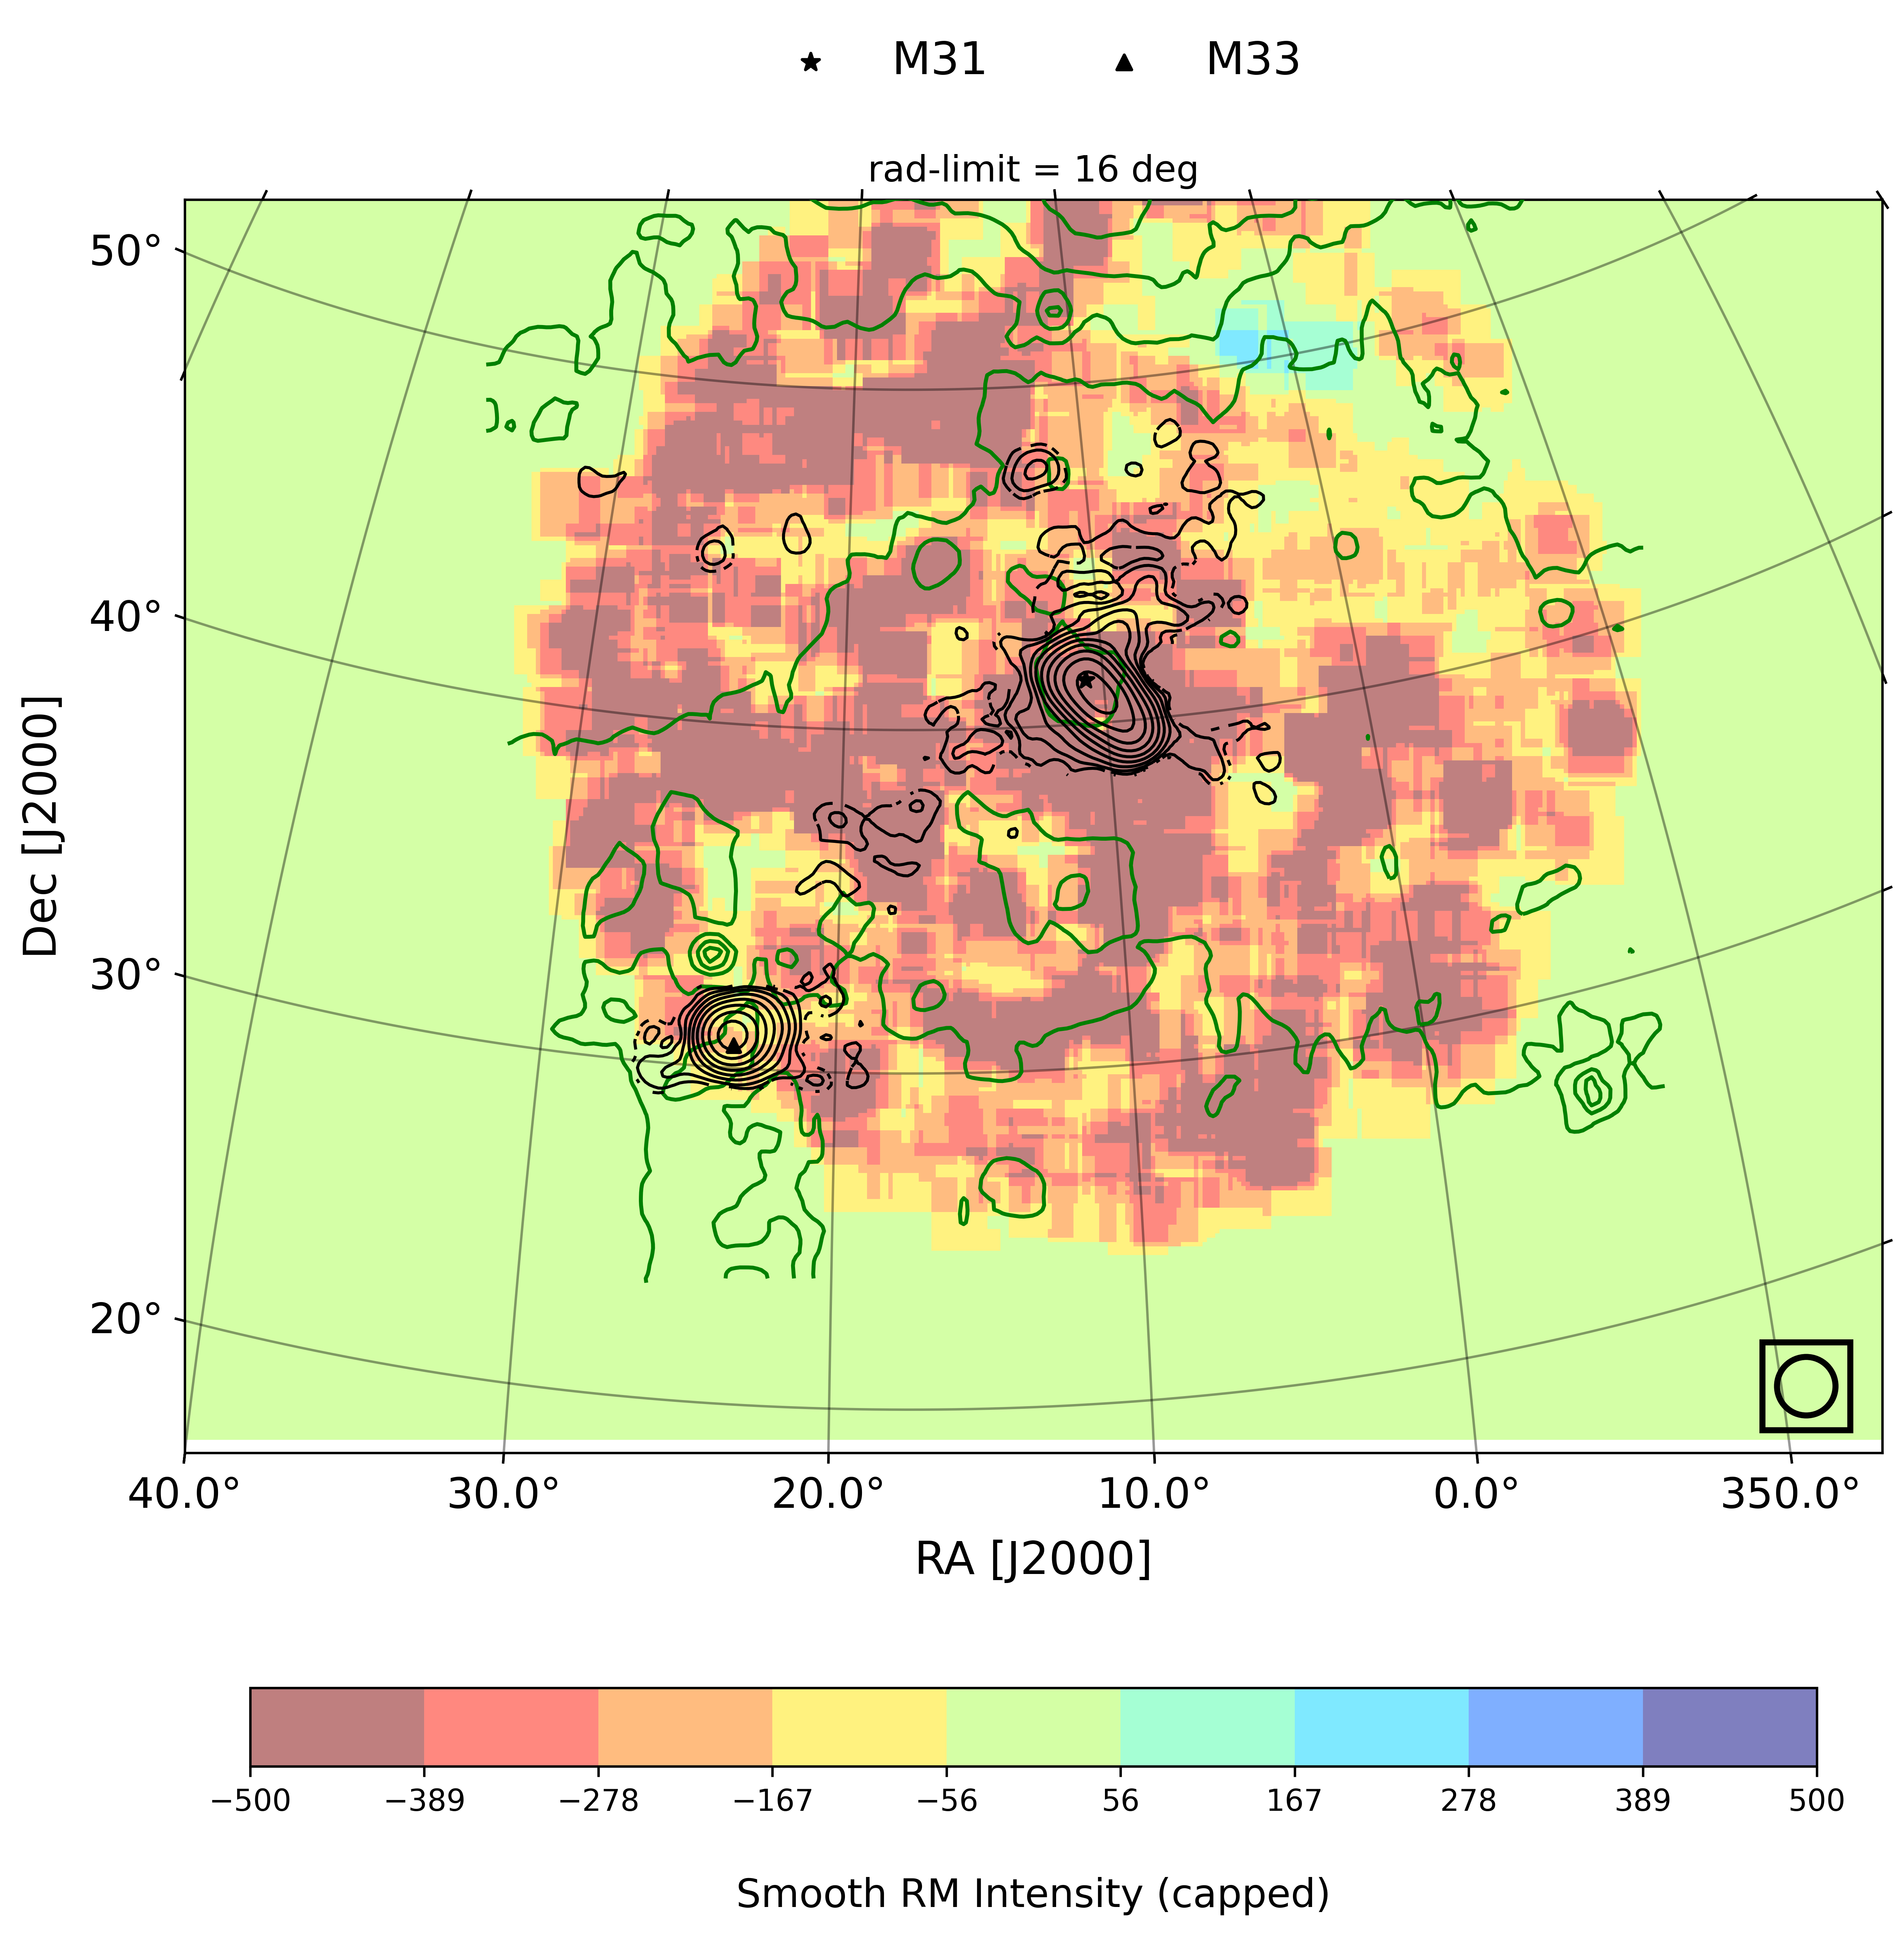 M31 M33
rad-limit = 16 deg
50°
40°
30°
20°
Dec [J2000]
40.0° 30.0° 20.0° 10.0° 0.0° 350.0°
RA [J2000]
−500 −389 −278 −167 −56 56 167 278 389 500
Smooth RM Intensity (capped)